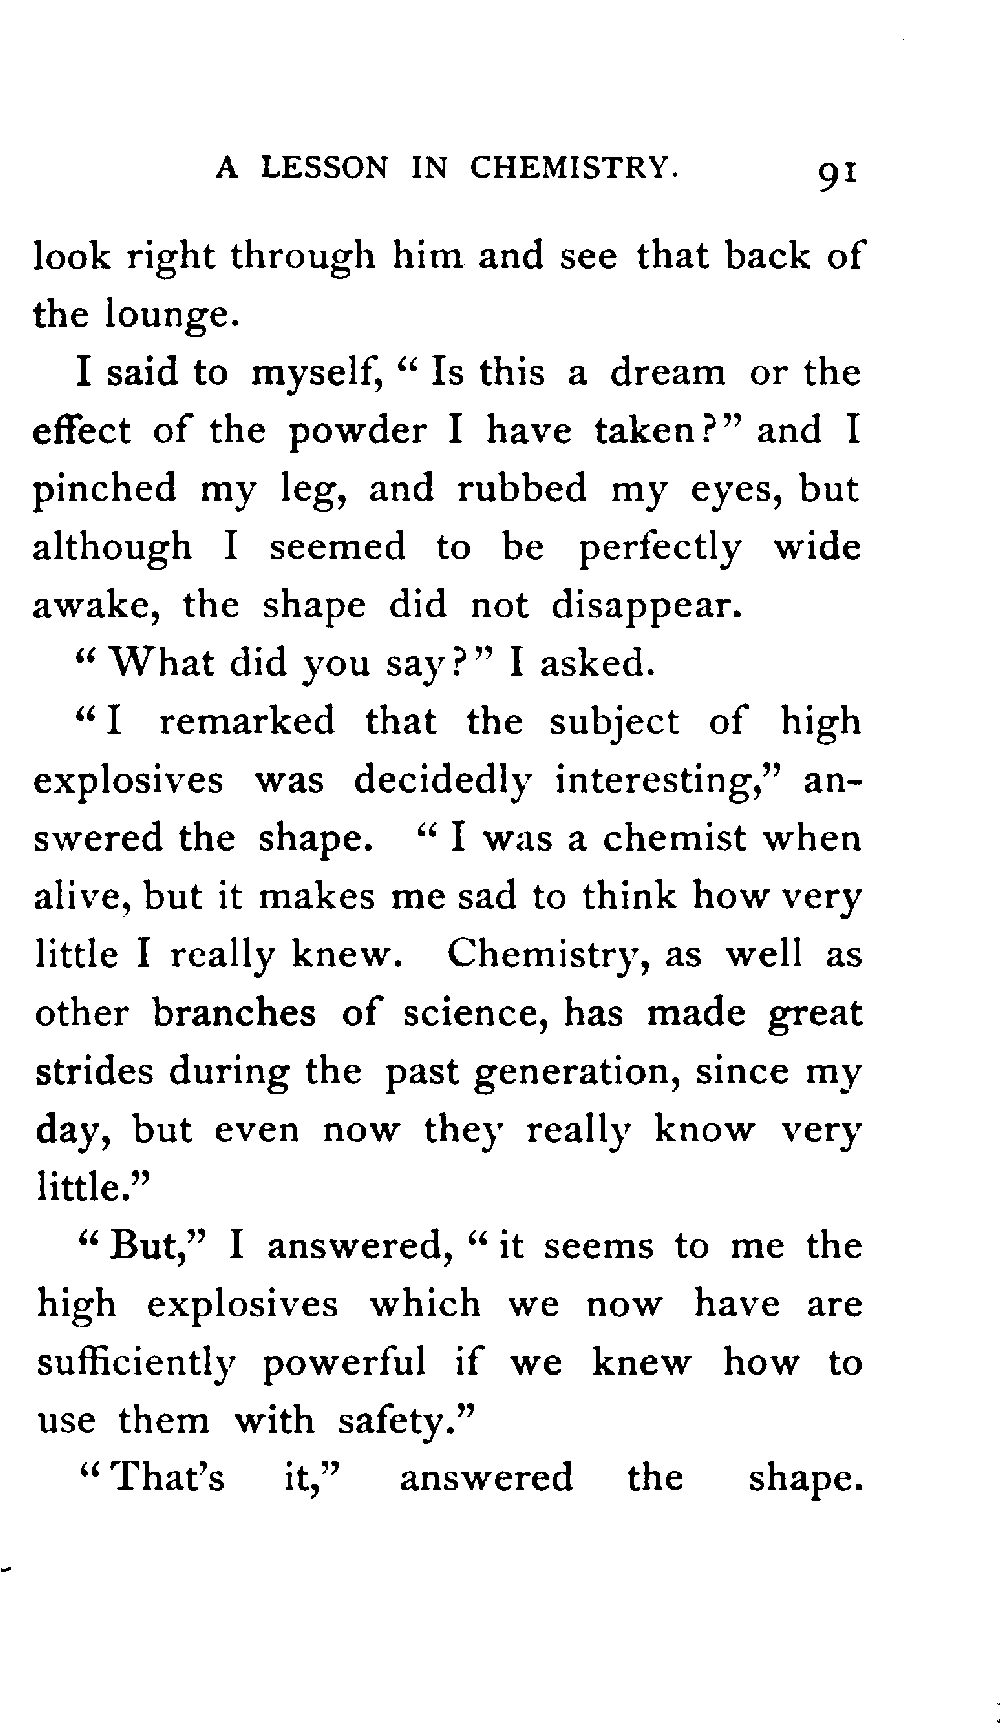 A LESSON IN CHEMISTRY. 91
look right through him and see that back of
the lounge.
I said to myself, “ Is this a dream or the
effect of the powder I have taken?” and I
pinched my leg, and rubbed my eyes, but
although I seemed to be perfectly wide
awake, the shape did not disappear.
“ What did you say?” I asked.
“ I remarked that the subject of high
explosives was decidedly interesting,” an-
swered the shape. “ I was a chemist when
alive, but it makes me sad to think how very
little I really knew. Chemistry, as well as
other branches of science, has made great
strides during the past generation, since my
day, but even now they really know very
little.”
“ But,” I answered, “ it seems to me the
high explosives which we now have are
sufficiently powerful if we knew how to
use them with safety.”
“ That’s it,” answered the shape.